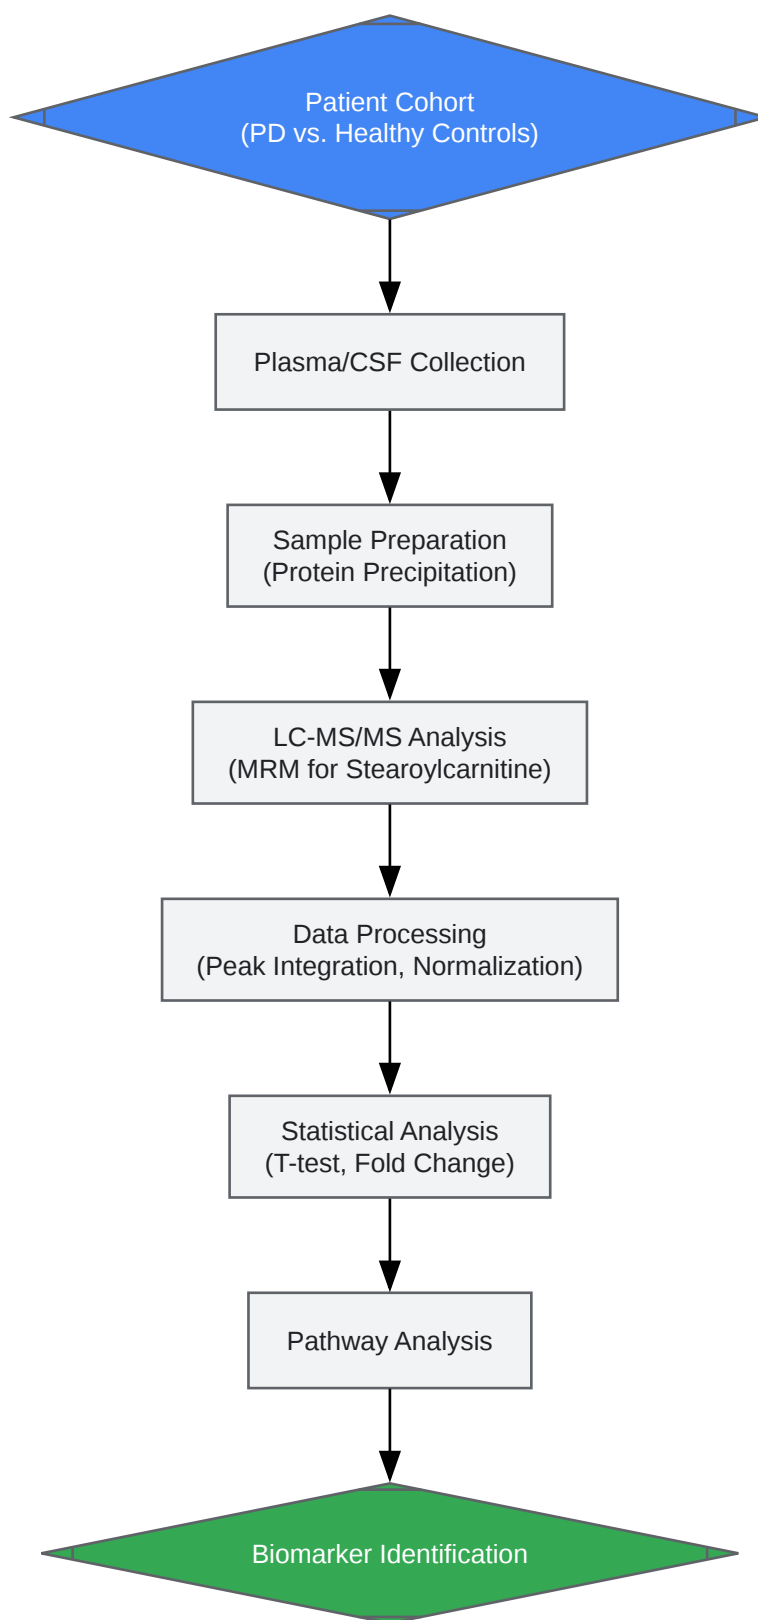 Patient Cohort
(PD vs. Healthy Controls)
Plasma/CSF Collection
Sample Preparation
(Protein Precipitation)
LC-MS/MS Analysis
(MRM for Stearoylcarnitine)
Data Processing
(Peak Integration, Normalization)
Statistical Analysis
(T-test, Fold Change)
Pathway Analysis
Biomarker Identification